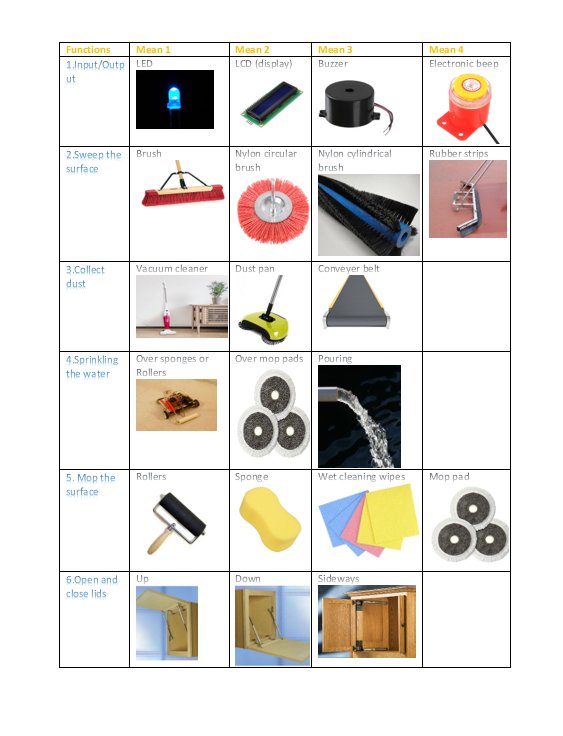 Functions Mean 1 Mean 2 Mean 3 Mean 4
1.Input/Outp
ut
LED
LCD (display)
Buzzer
Electronic beep
2.Sweep the
surface
Brush
Nylon circular
brush
Nylon cylindrical
brush
Rubber strips
3.Collect
dust
Vacuum cleaner
Dust pan
Conveyer belt
4.Sprinkling
the water
Over sponges or
Rollers
Over mop pads
Pouring
5. Mop the
surface
Rollers
Sponge
Wet cleaning wipes
Mop pad
6.Open and
close lids
Up
Down
Sideways